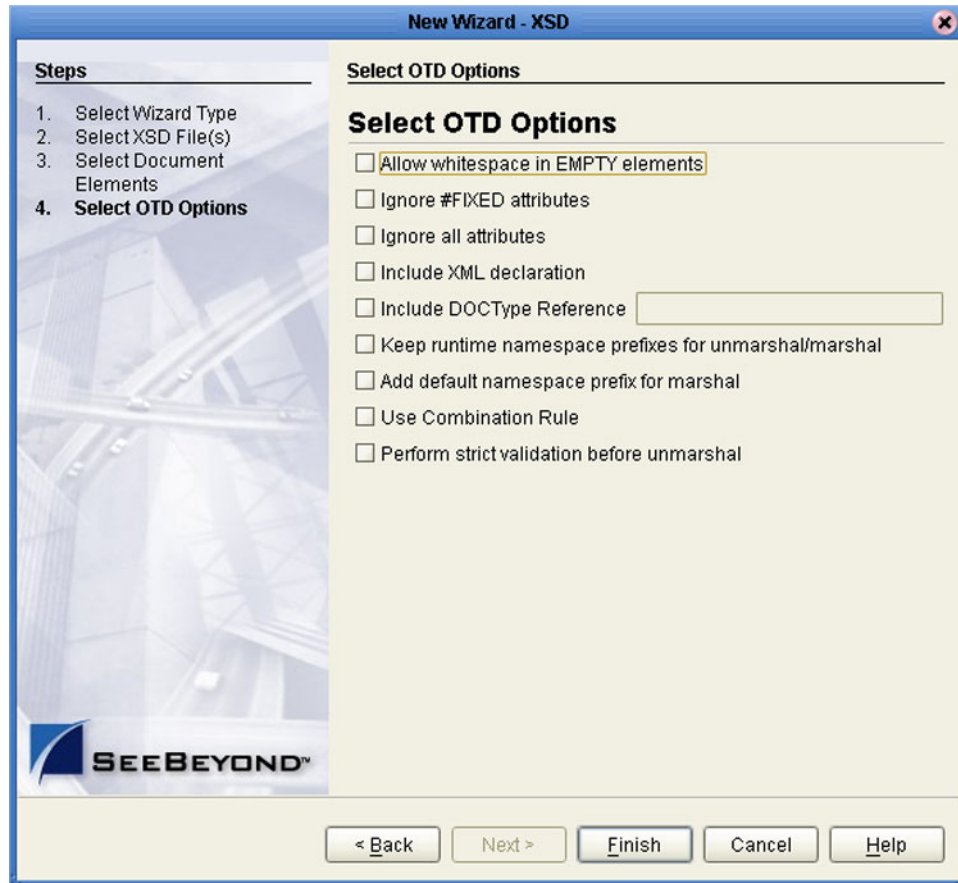 New Wizard - XSD
Steps
1. Select Wizard Type
2. Select XSD File(s)
3. Select Document
Elements
4. Select OTD Options
Select OTD Options
Select OTD Options
Allow whitespace in EMPTY elements
Ignore #FIXED attributes
Ignore all attributes
Include XML declaration
Include DOCType Reference
Keep runtime namespace prefixes for unmarshal/marshal
Add default namespace prefix for marshal
Use Combination Rule
Perform strict validation before unmarshal
SEEBEYOND™
< Back
Next >
Finish
Cancel
Help